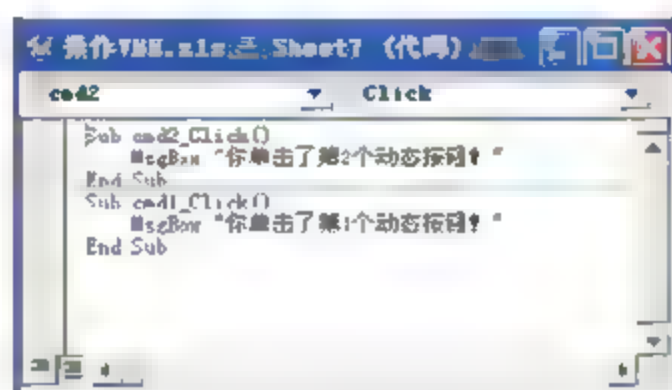 操作VBE.xls - Sheet7 (代码)
cmd2 Click
Sub cmd2_Click()
MsgBox "你单击了第2个动态按钮！"
End Sub
Sub cmd1_Click()
MsgBox "你单击了第1个动态按钮！"
End Sub